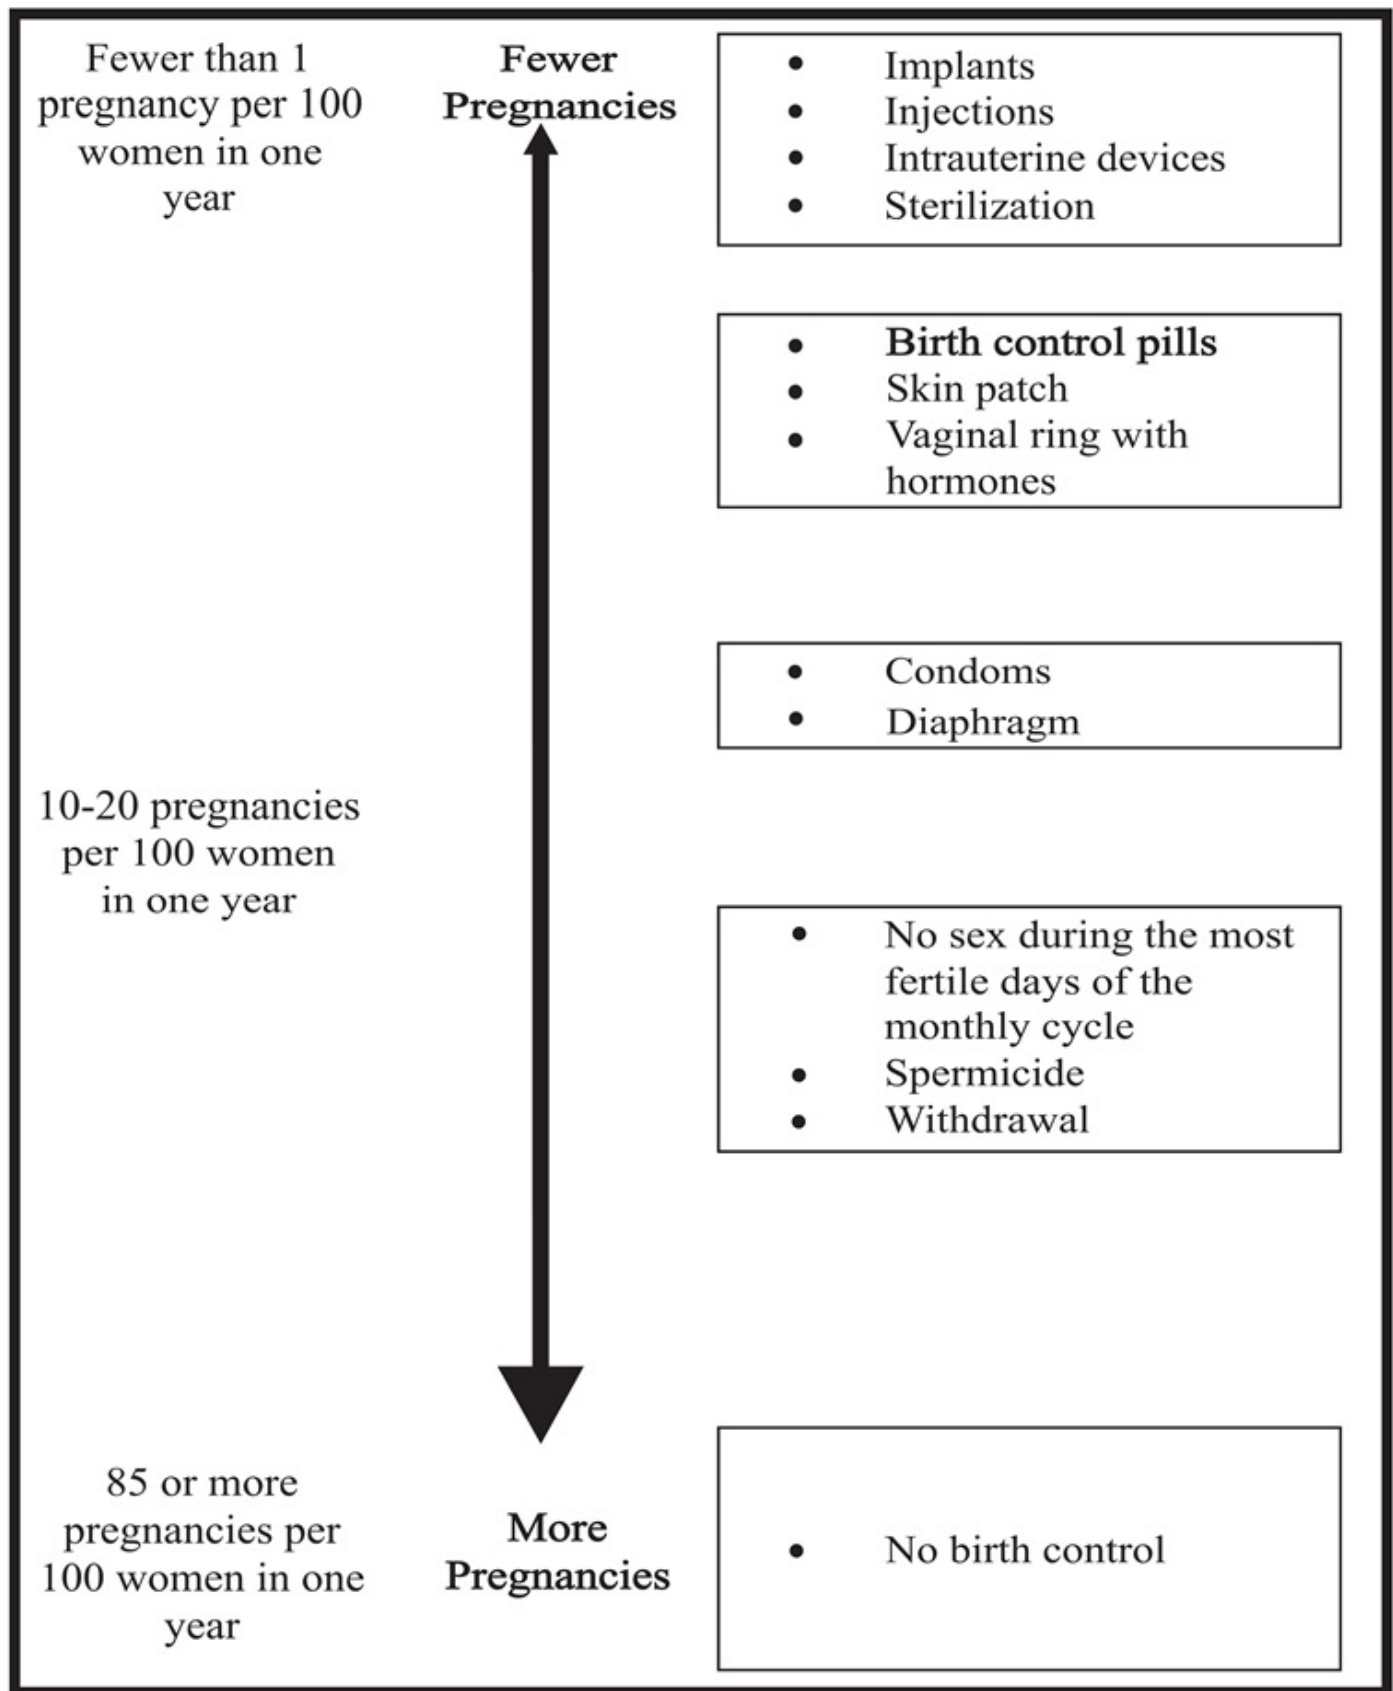 Fewer than 1
pregnancy per 100
women in one
year
Fewer
Pregnancies
• Implants
• Injections
• Intrauterine devices
• Sterilization
• Birth control pills
• Skin patch
• Vaginal ring with
hormones
• Condoms
• Diaphragm
10-20 pregnancies
per 100 women
in one year
• No sex during the most
fertile days of the
monthly cycle
• Spermicide
• Withdrawal
85 or more
pregnancies per
100 women in one
year
More
Pregnancies
• No birth control